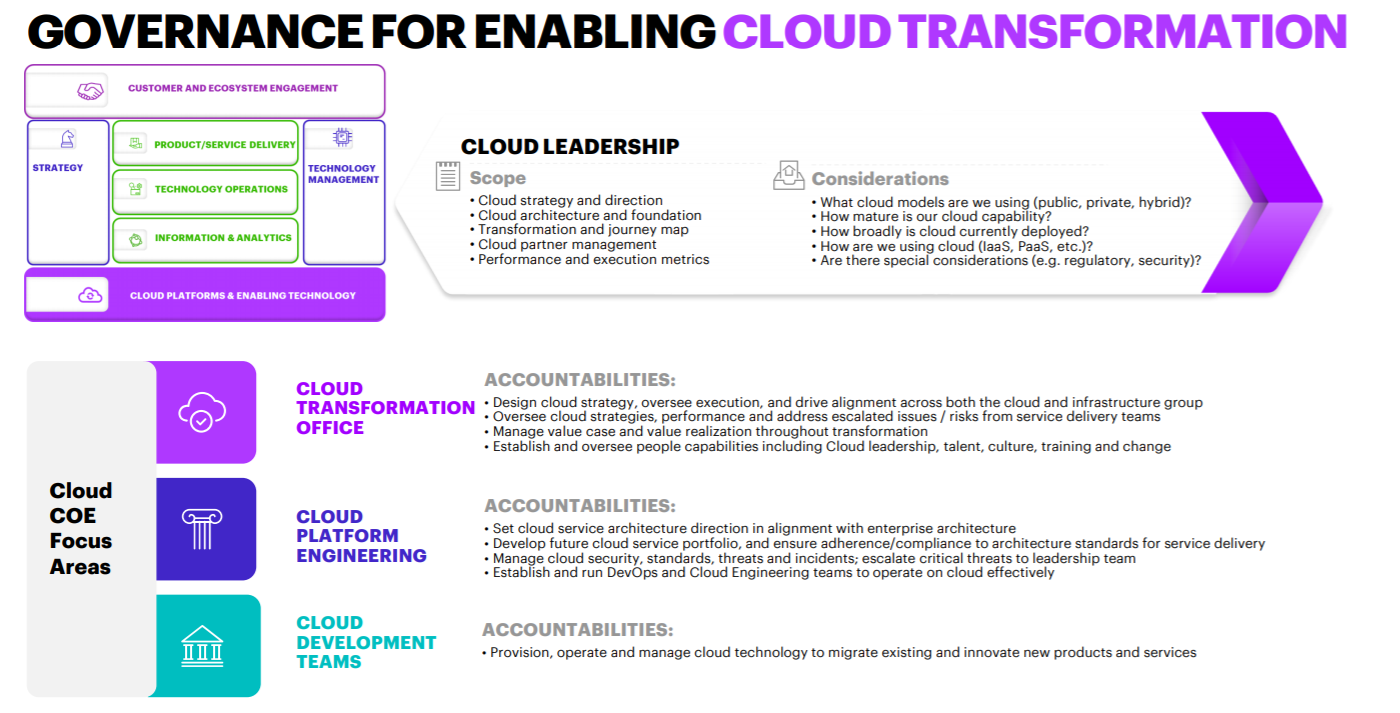 GOVERNANCE FOR ENABLING CLOUD TRANSFORMATION
CUSTOMER AND ECOSYSTEM ENGAGEMENT
STRATEGY
PRODUCT/SERVICE DELIVERY
TECHNOLOGY OPERATIONS
INFORMATION & ANALYTICS
TECHNOLOGY
MANAGEMENT
CLOUD PLATFORMS & ENABLING TECHNOLOGY
CLOUD LEADERSHIP
Scope
• Cloud strategy and direction
• Cloud architecture and foundation
• Transformation and journey map
• Cloud partner management
• Performance and execution metrics
Considerations
• What cloud models are we using (public, private, hybrid)?
• How mature is our cloud capability?
• How broadly is cloud currently deployed?
• How are we using cloud (IaaS, PaaS, etc.)?
• Are there special considerations (e.g. regulatory, security)?
Cloud
COE
Focus
Areas
CLOUD
TRANSFORMATION
OFFICE
ACCOUNTABILITIES:
• Design cloud strategy, oversee execution, and drive alignment across both the cloud and infrastructure group
• Oversee cloud strategies, performance and address escalated issues / risks from service delivery teams
• Manage value case and value realization throughout transformation
• Establish and oversee people capabilities including Cloud leadership, talent, culture, training and change
CLOUD
PLATFORM
ENGINEERING
ACCOUNTABILITIES:
• Set cloud service architecture direction in alignment with enterprise architecture
• Develop future cloud service portfolio, and ensure adherence/compliance to architecture standards for service delivery
• Manage cloud security, standards, threats and incidents; escalate critical threats to leadership team
• Establish and run DevOps and Cloud Engineering teams to operate on cloud effectively
CLOUD
DEVELOPMENT
TEAMS
ACCOUNTABILITIES:
• Provision, operate and manage cloud technology to migrate existing and innovate new products and services